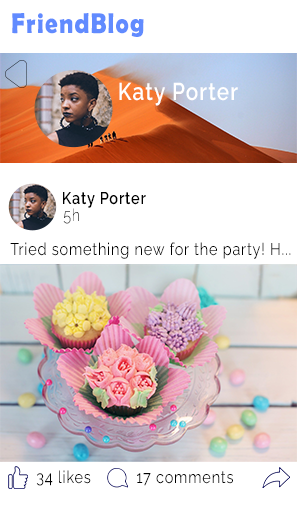 FriendBlog
Katy Porter
Katy Porter
5h
Tried something new for the party! H...
34 likes
17 comments